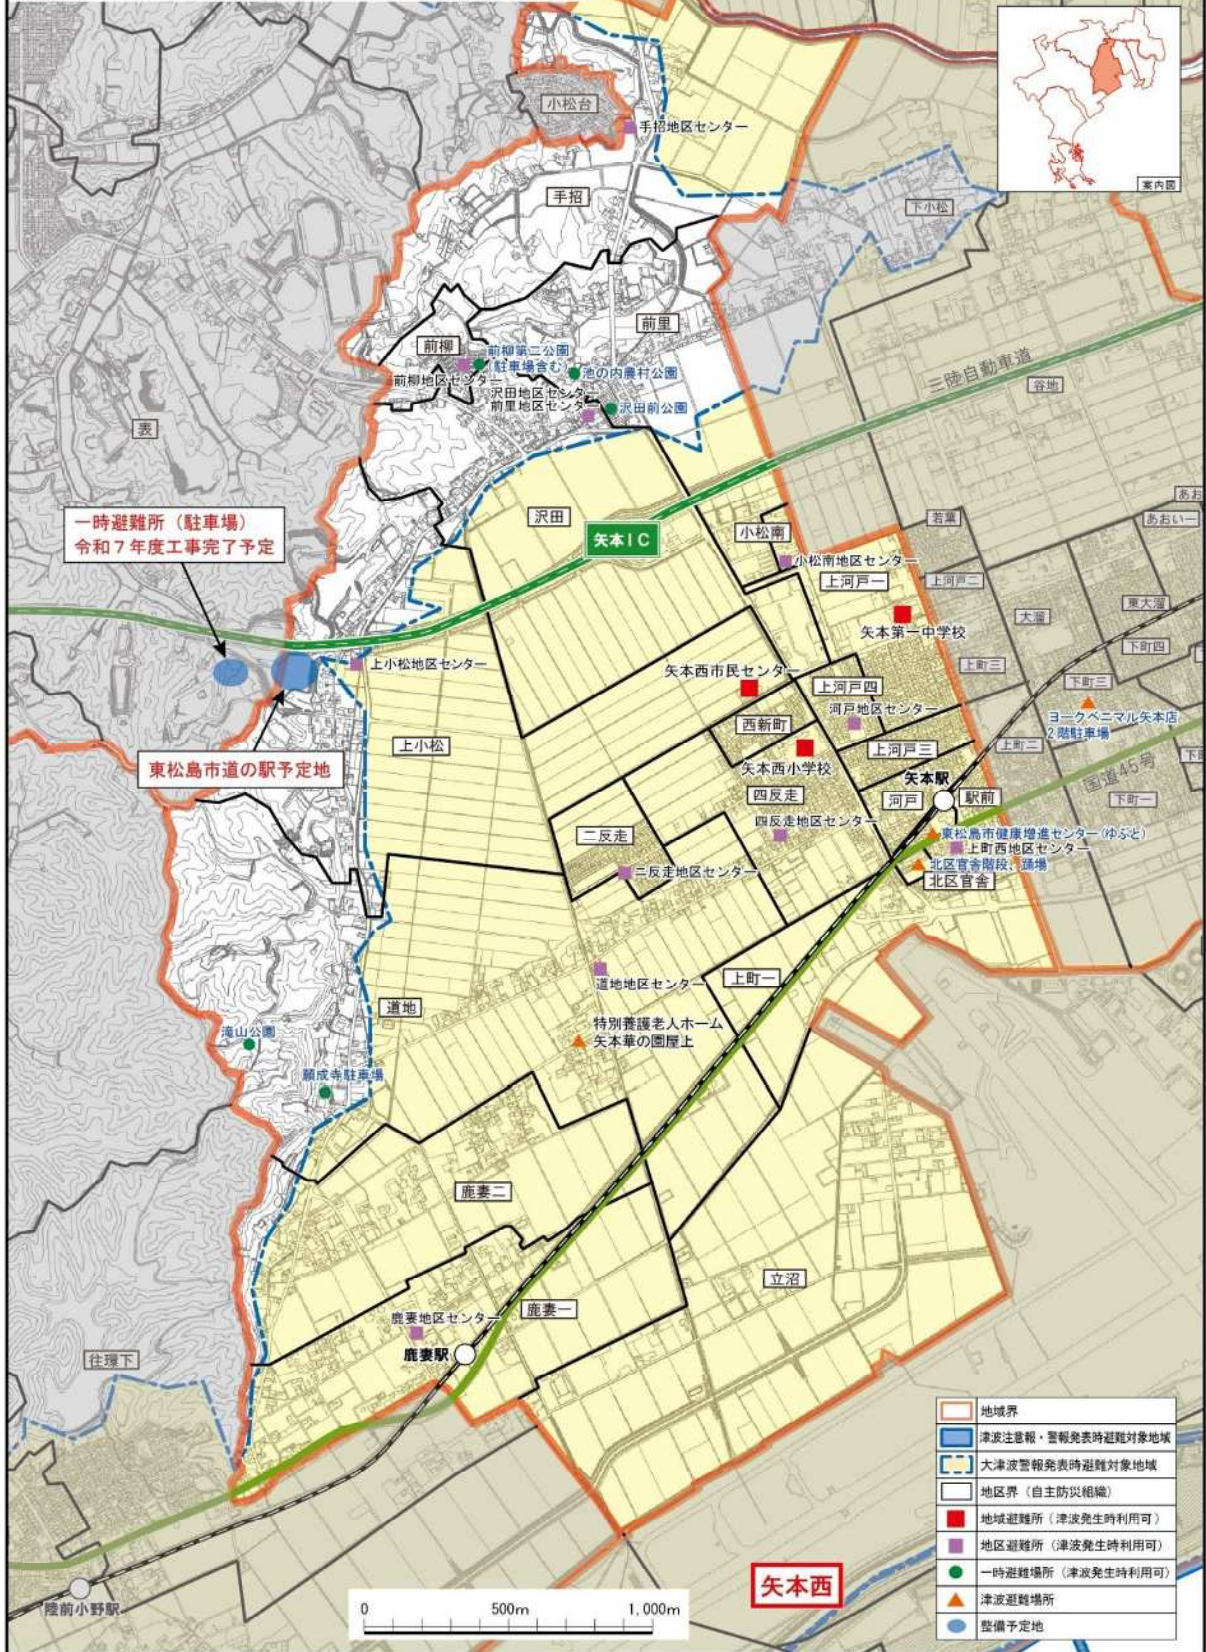 案内図
小松台
手招地区センター
手招
下小松
前里
前柳
前柳第二公園
(駐車場含む)
池の内農村公園
前柳地区センター
沢田地区センター
前里地区センター
沢田前公園
三陸自動車道
谷地
表
一時避難所（駐車場）
令和７年度工事完了予定
沢田
矢本IC
小松南
小松南地区センター
若葉
あお
あおい一
上河戸一
上河戸二
矢本第一中学校
大溜
東大溜
下町四
上小松地区センター
矢本西市民センター
上河戸四
上町三
下町三
西新町
河戸地区センター
ヨークベニマル矢本店
2階駐車場
上小松
上河戸三
上町二
矢本西小学校
東松島市道の駅予定地
矢本駅
国道45号
四反走
河戸
駅前
下町一
四反走地区センター
二反走
東松島市健康増進センター(ゆぷと)
上町西地区センター
二反走地区センター
北区官舎階段、踊場
北区官舎
道地地区センター
上町一
道地
特別養護老人ホーム
矢本華の園屋上
滝山公園
願成寺駐車場
鹿妻二
立沼
鹿妻一
鹿妻地区センター
鹿妻駅
往環下
地域界
津波注意報・警報発表時避難対象地域
大津波警報発表時避難対象地域
地区界（自主防災組織）
地域避難所（津波発生時利用可）
地区避難所（津波発生時利用可）
一時避難場所（津波発生時利用可）
津波避難場所
整備予定地
矢本西
陸前小野駅
0 500m 1,000m